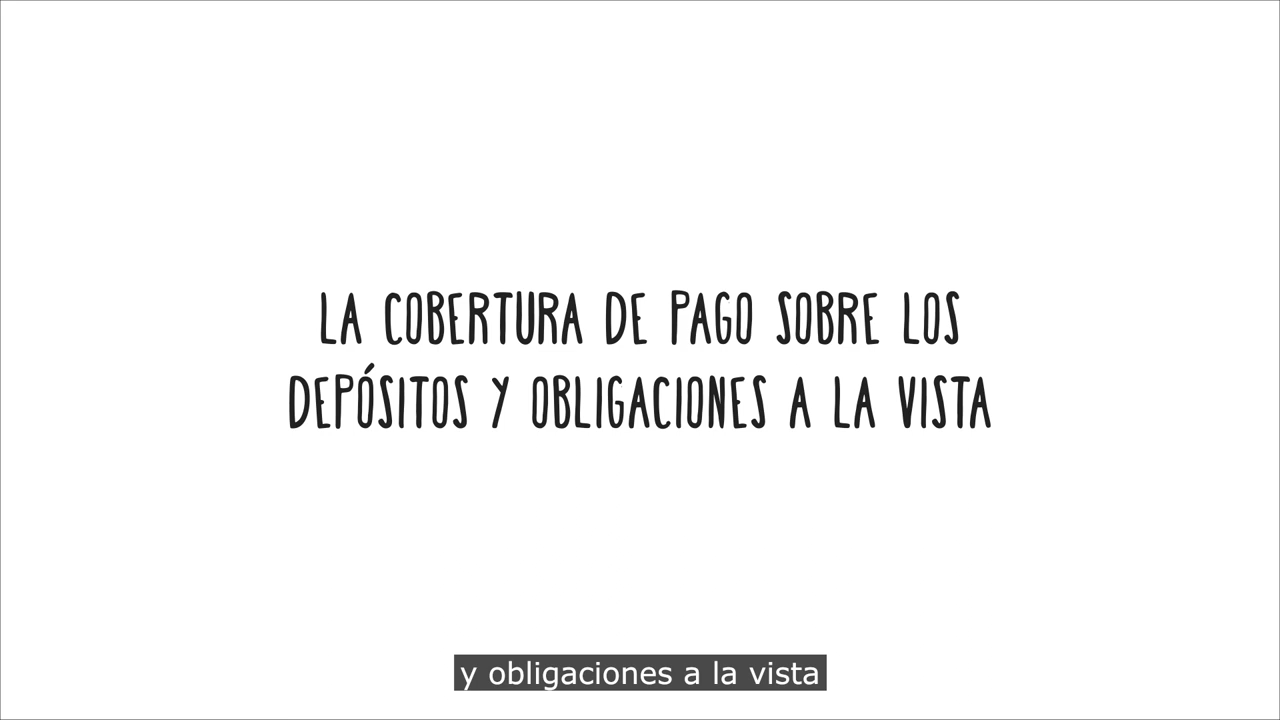 LA COBERTURA DE PAGO SOBRE LOS
DEPÓSITOS Y OBLIGACIONES A LA VISTA
y obligaciones a la vista